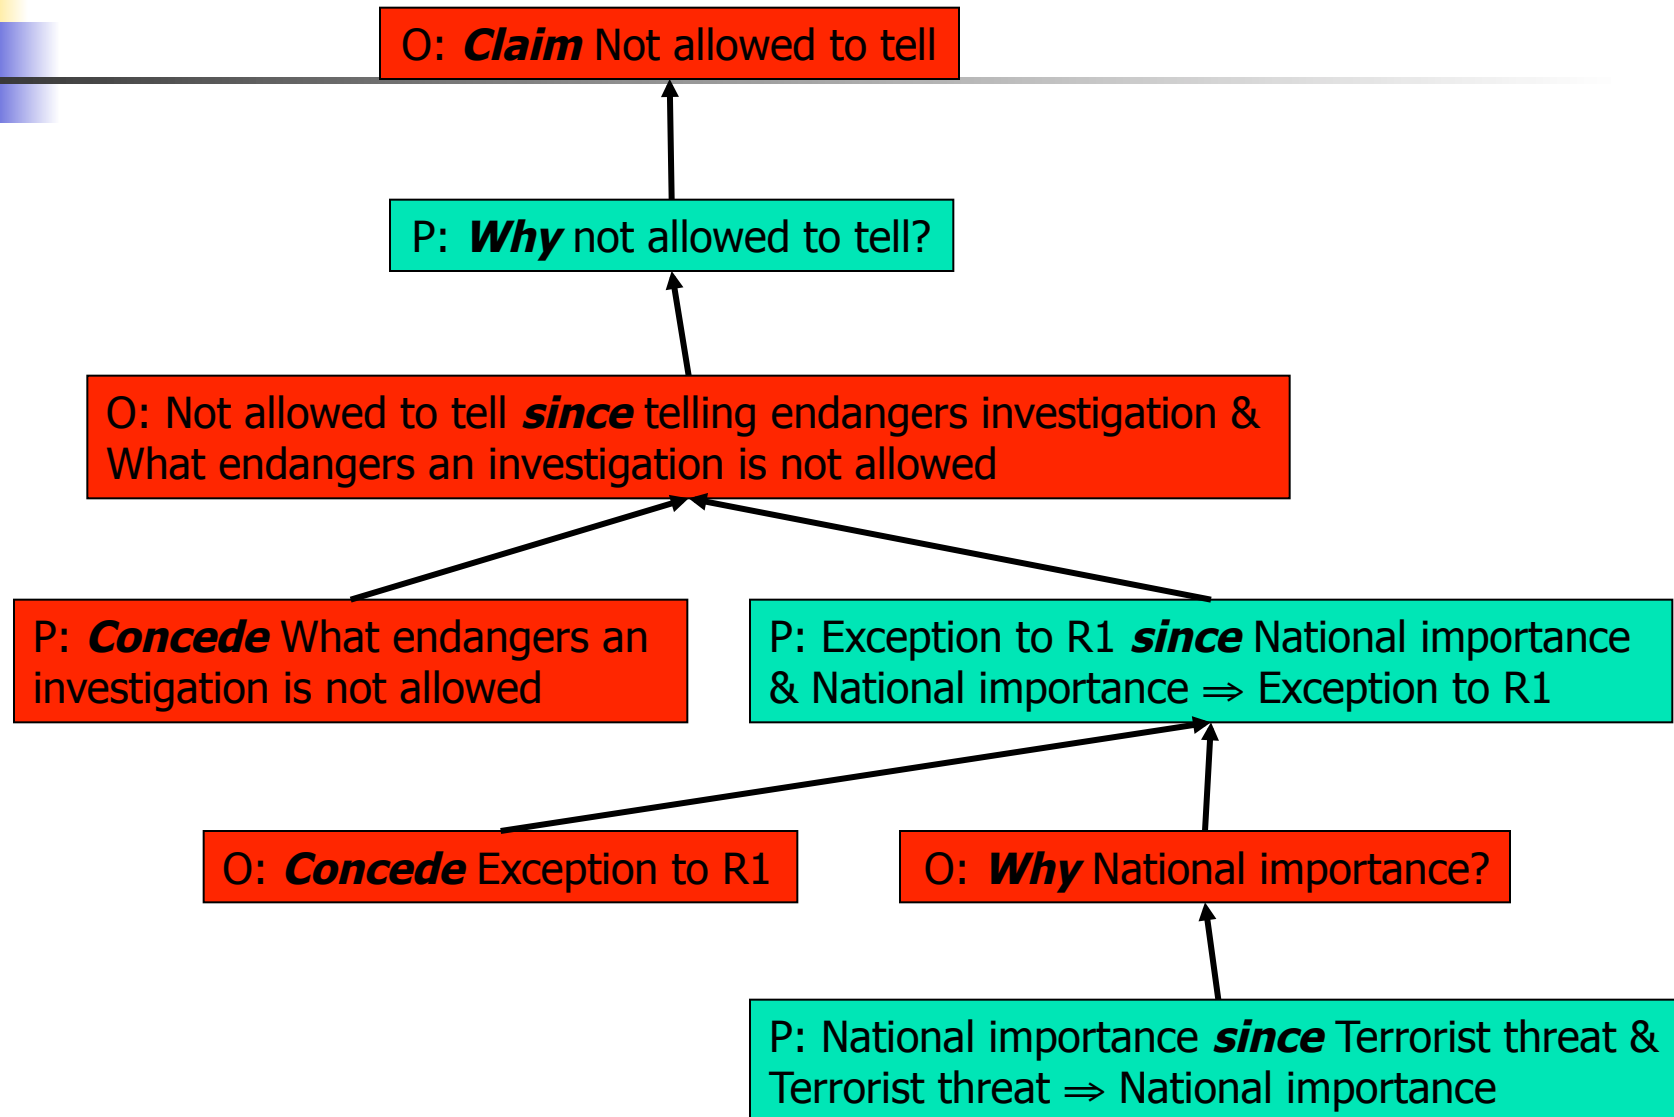 O: Claim Not allowed to tell
P: Why not allowed to tell?
O: Not allowed to tell since telling endangers investigation &
What endangers an investigation is not allowed
P: Concede What endangers an
investigation is not allowed
P: Exception to R1 since National importance
& National importance ⇒ Exception to R1
O: Concede Exception to R1
O: Why National importance?
P: National importance since Terrorist threat &
Terrorist threat ⇒ National importance